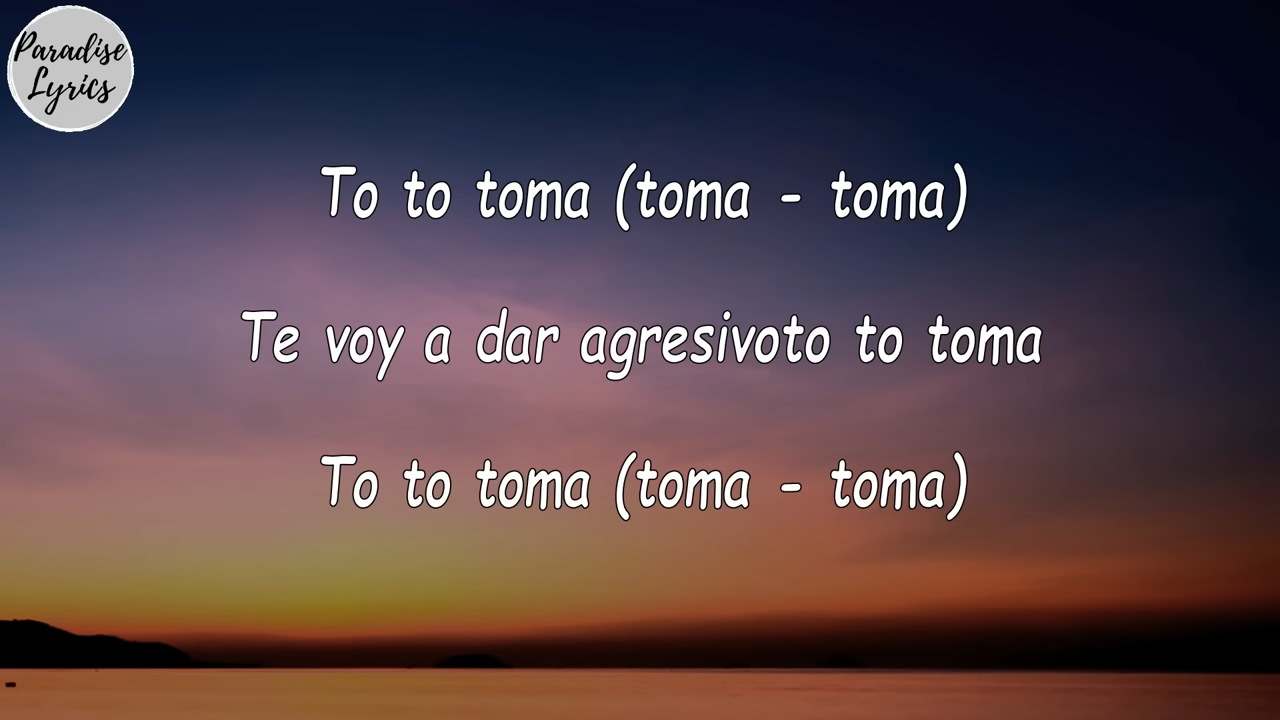 Paradise
Lyrics
To to toma (toma - toma)
Te voy a dar agresivoto to toma
To to toma (toma - toma)